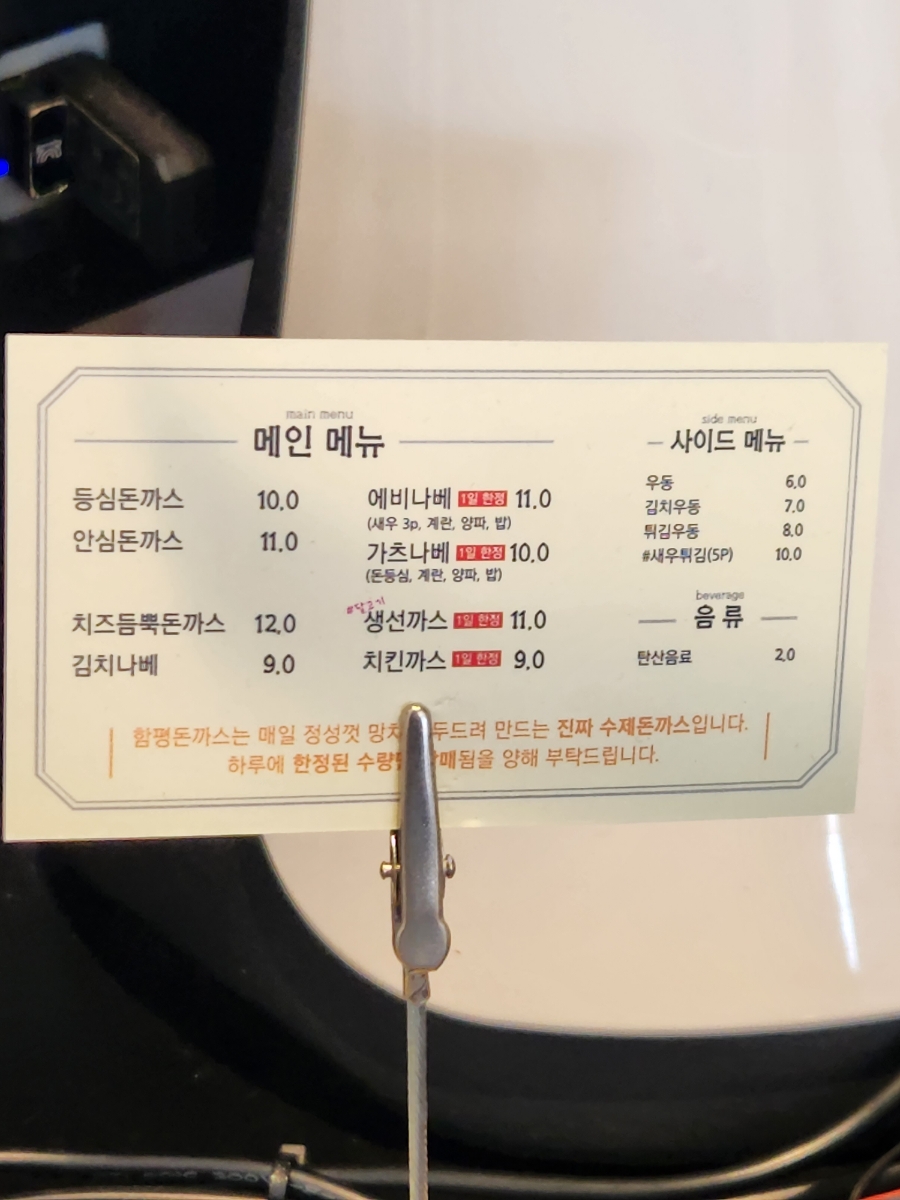 main menu
메인 메뉴
등심돈까스 10.0
안심돈까스 11.0
치즈듬뿍돈까스 12.0
김치나베 9.0
에비나베 1일 한정 11.0
(새우 3p, 계란, 양파, 밥)
가츠나베 1일 한정 10.0
(돈등심, 계란, 양파, 밥)
#달고기
생선까스 1일 한정 11.0
치킨까스 1일 한정 9.0
side menu
사이드 메뉴
우동 6.0
김치우동 7.0
튀김우동 8.0
#새우튀김(5P) 10.0
beverage
음류
탄산음료 2.0
함평돈까스는 매일 정성껏 두드려 만드는 진짜 수제돈까스입니다.
하루에 한정된 양해 부탁드립니다.